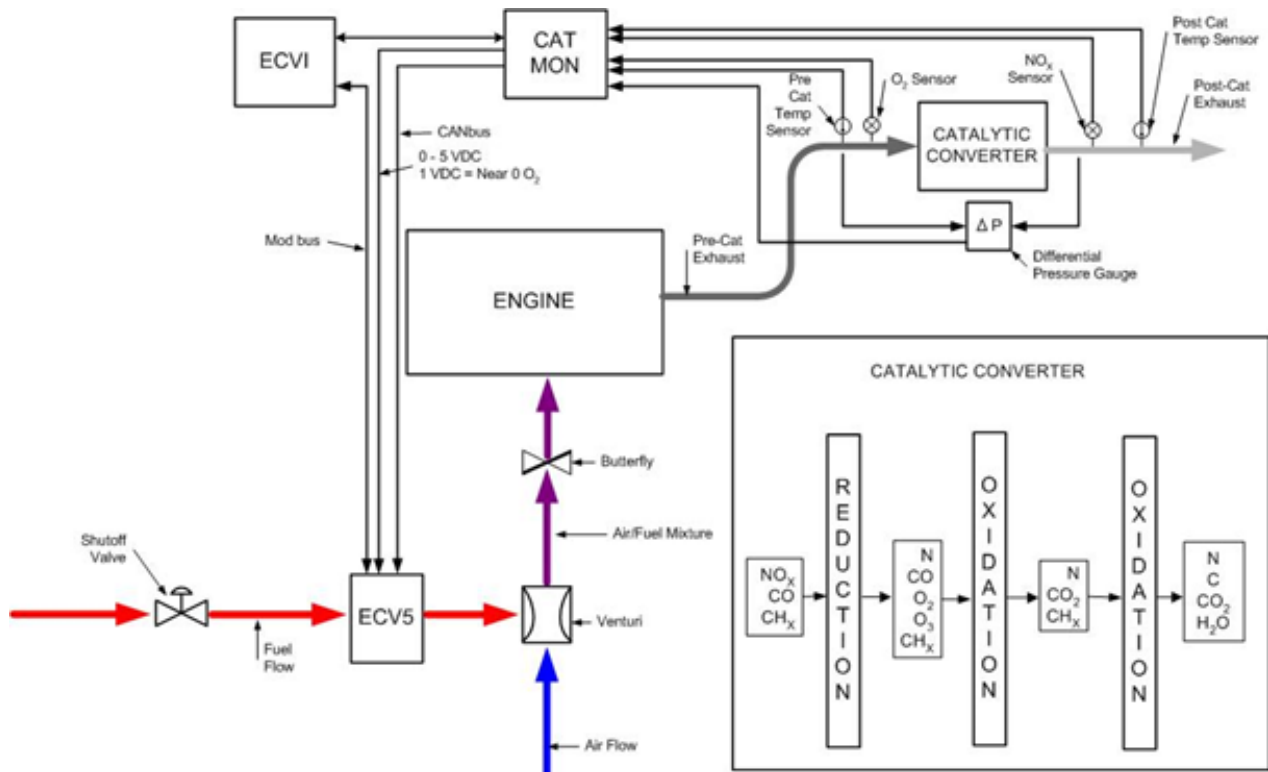 ECVI
CAT
MON
Pre
Cat
Temp
Sensor
O₂ Sensor
NOₓ
Sensor
Post Cat
Temp Sensor
Post-Cat
Exhaust
CATALYTIC
CONVERTER
CANbus
0 - 5 VDC
1 VDC = Near 0 O₂
Mod bus
Δ P
Differential
Pressure Gauge
Pre-Cat
Exhaust
ENGINE
Butterfly
Air/Fuel Mixture
Shutoff
Valve
ECV5
Venturi
Fuel
Flow
Air Flow
CATALYTIC CONVERTER
NOₓ
CO
CHₓ
REDUCTION
N
CO
O₂
O₃
CHₓ
OXIDATION
N
CO₂
CHₓ
OXIDATION
N
C
CO₂
H₂O